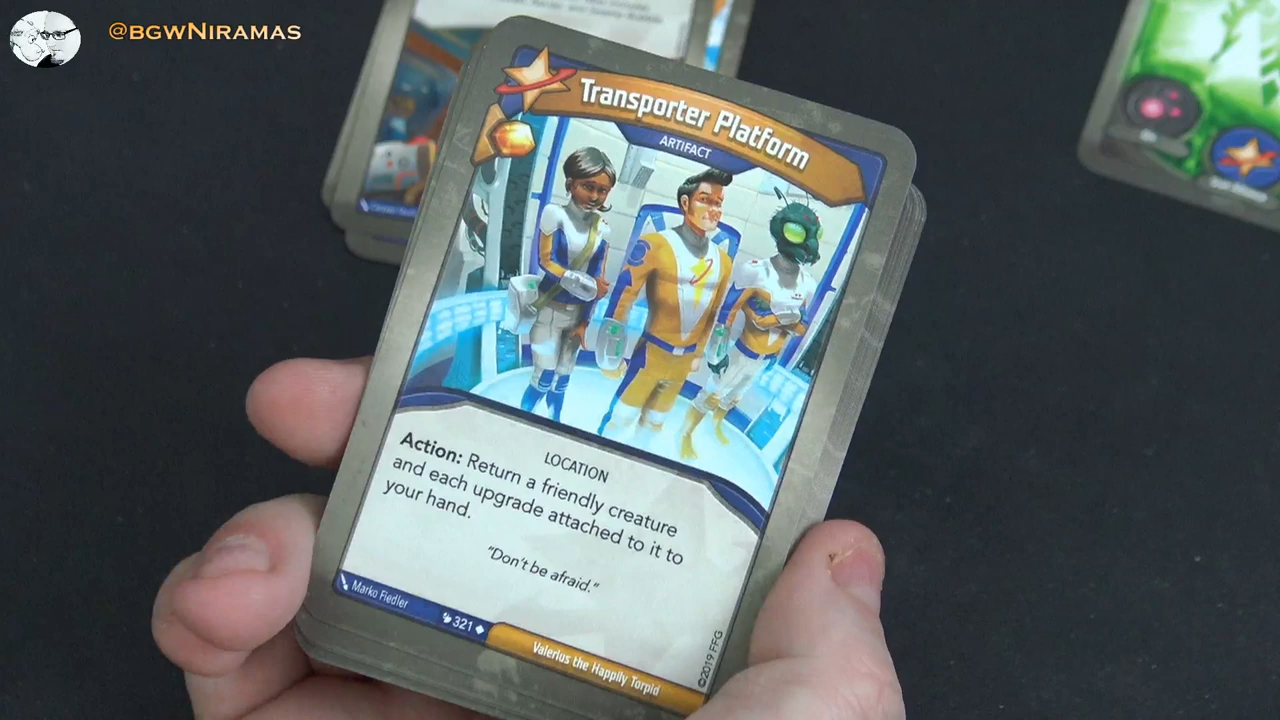 @BGWNIRAMAS
Transporter Platform
ARTIFACT
LOCATION
Action: Return a friendly creature
and each upgrade attached to it to
your hand.
"Don't be afraid."
Marko Fiedler
321
Valerius the Happily Torpid
©2019 FFG